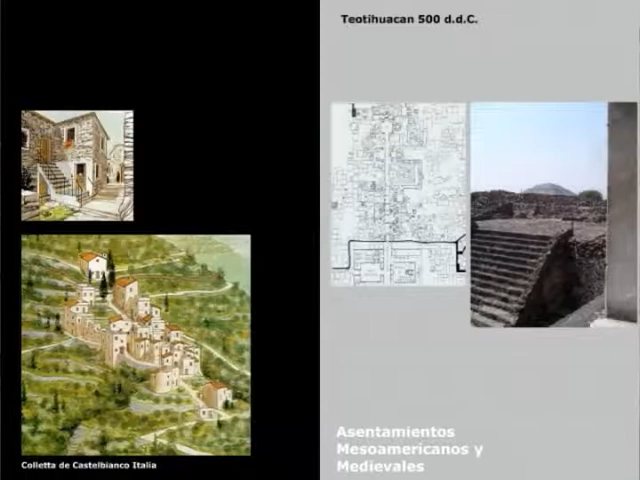 Teotihuacan 500 d.d.C.
Colletta de Castelbianco Italia
Asentamientos
Mesoamericanos y
Medievales